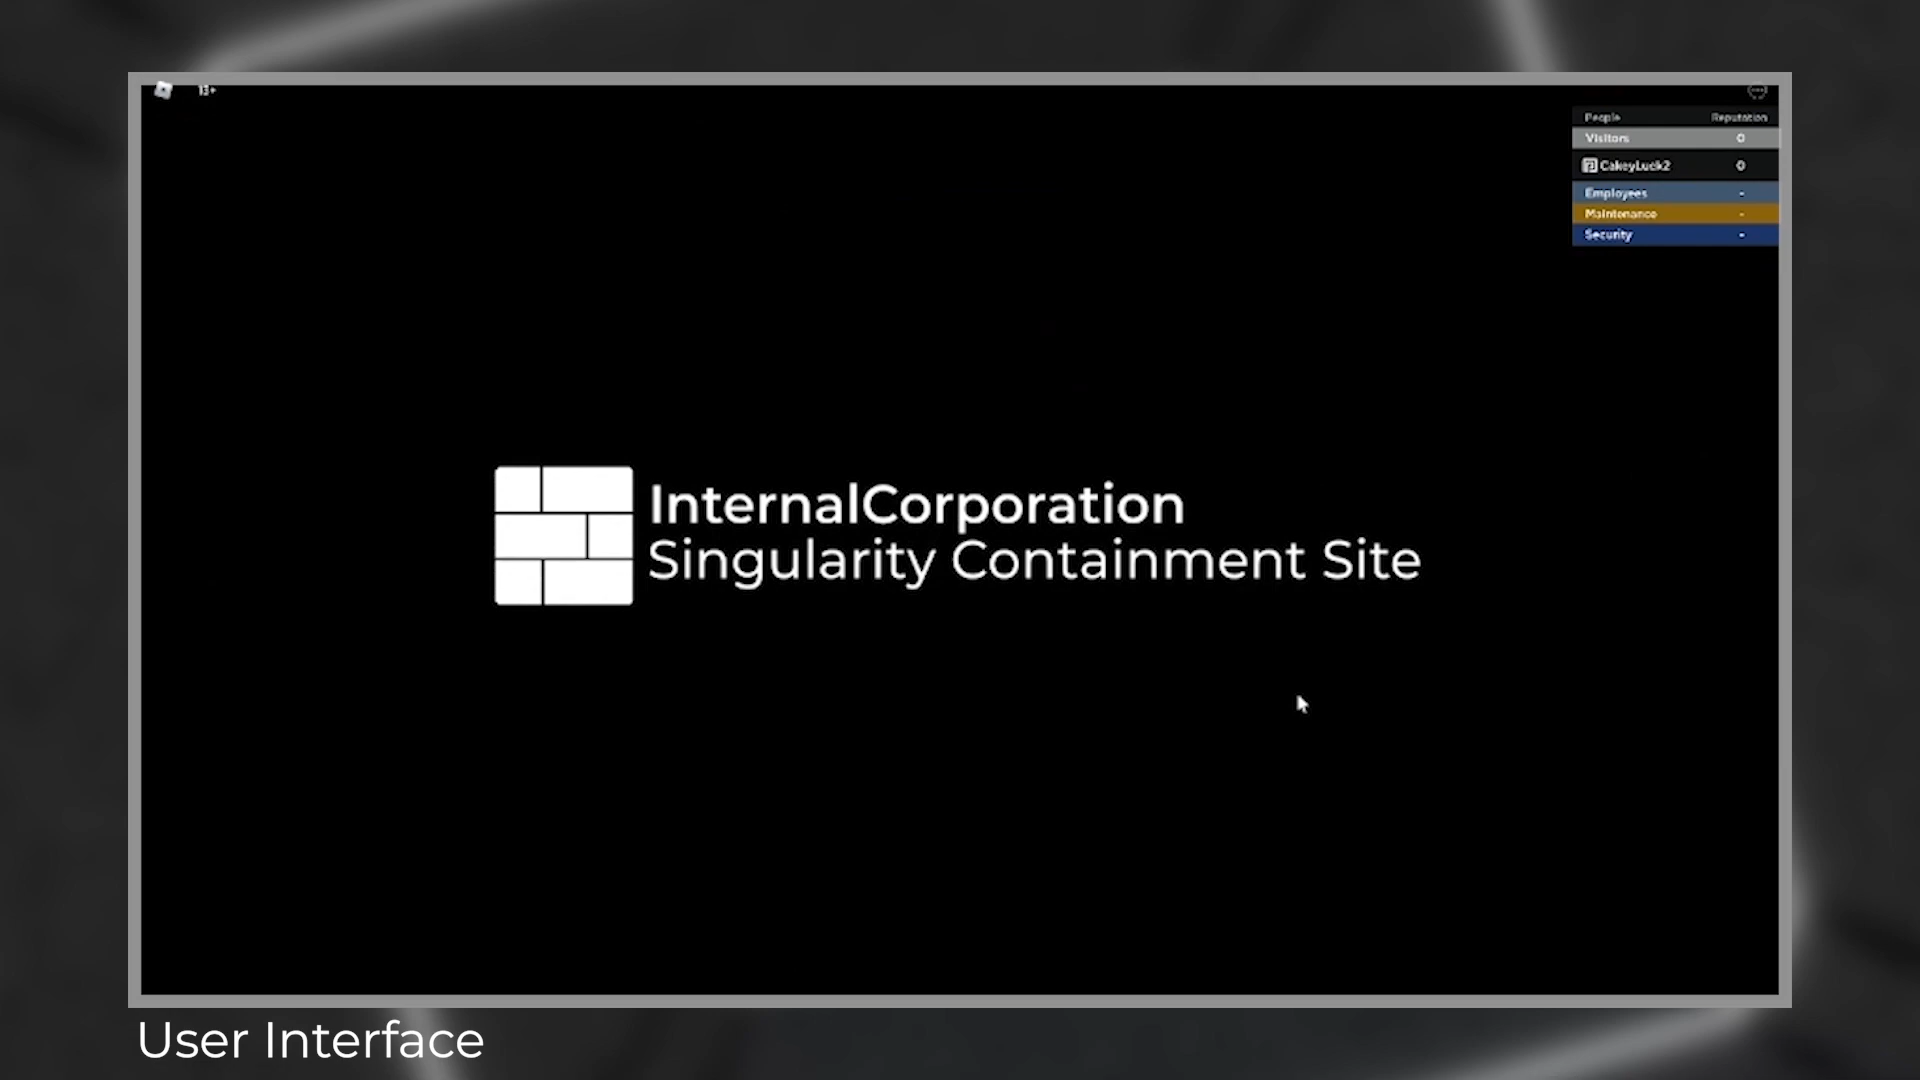 13+
People Reputation
Visitors 0
CakeyLuck2 0
Employees -
Maintenance -
Security -
InternalCorporation
Singularity Containment Site
User Interface